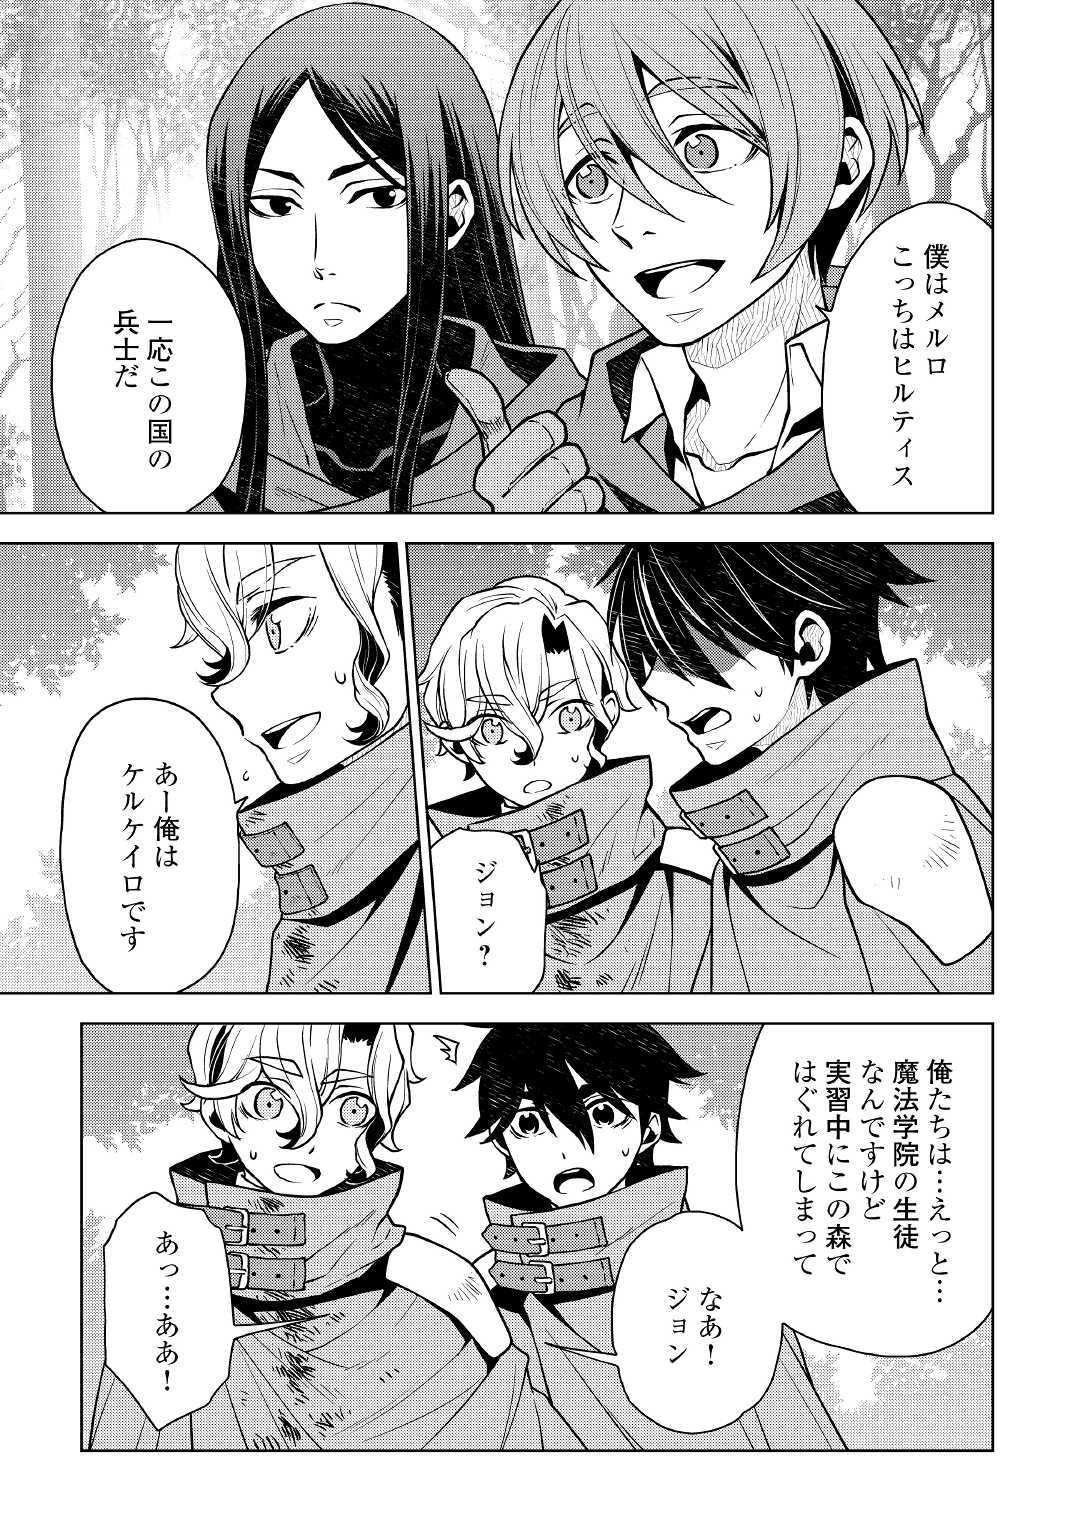 僕はメルロ
こっちはヒルティス
一応この国の
兵士だ
ジョン?
あー俺は
ケルケイロです
俺たちは…えっと…
魔法学院の生徒
なんですけど
実習中にこの森で
はぐれてしまって
なあ!
ジョン
あっ…ああ!